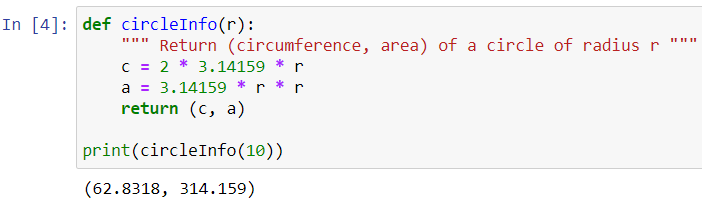 In [4]: def circleInfo(r):
    """ Return (circumference, area) of a circle of radius r """
    c = 2 * 3.14159 * r
    a = 3.14159 * r * r
    return (c, a)

print(circleInfo(10))
(62.8318, 314.159)